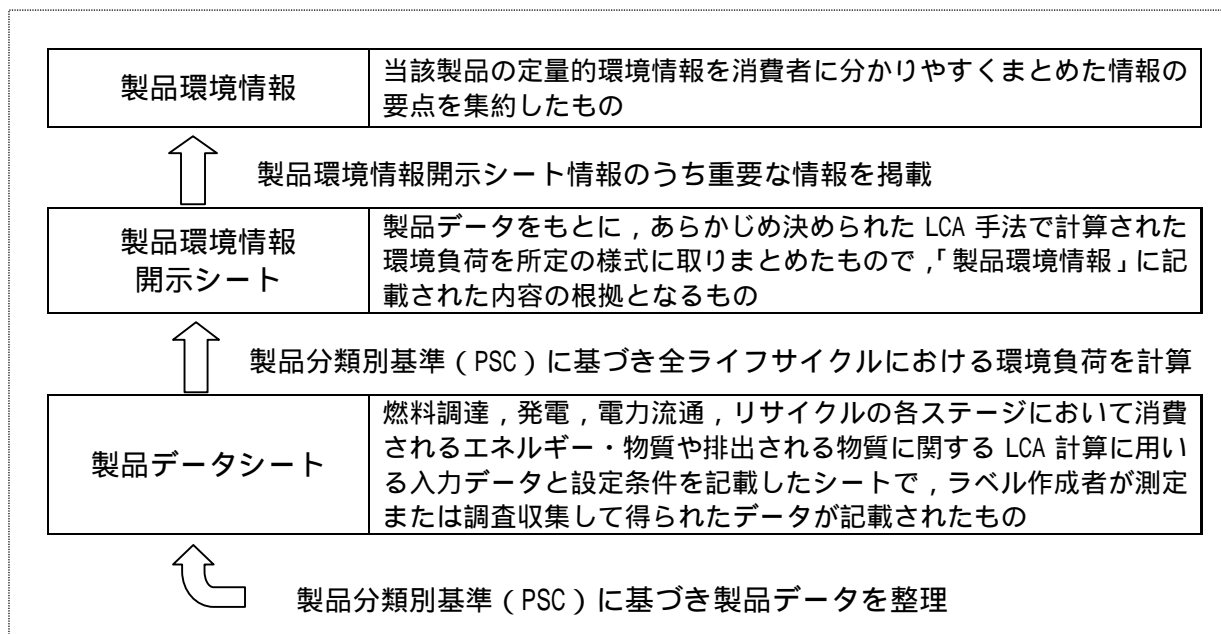 製品環境情報
当該製品の定量的環境情報を消費者に分かりやすくまとめた情報の
要点を集約したもの
製品環境情報開示シート情報のうち重要な情報を掲載
製品環境情報
開示シート
製品データをもとに，あらかじめ決められた LCA 手法で計算された
環境負荷を所定の様式に取りまとめたもので，「製品環境情報」に記
載された内容の根拠となるもの
製品分類別基準（PSC）に基づき全ライフサイクルにおける環境負荷を計算
製品データシート
燃料調達，発電，電力流通，リサイクルの各ステージにおいて消費
されるエネルギー・物質や排出される物質に関する LCA 計算に用い
る入力データと設定条件を記載したシートで，ラベル作成者が測定
または調査収集して得られたデータが記載されたもの
製品分類別基準（PSC）に基づき製品データを整理